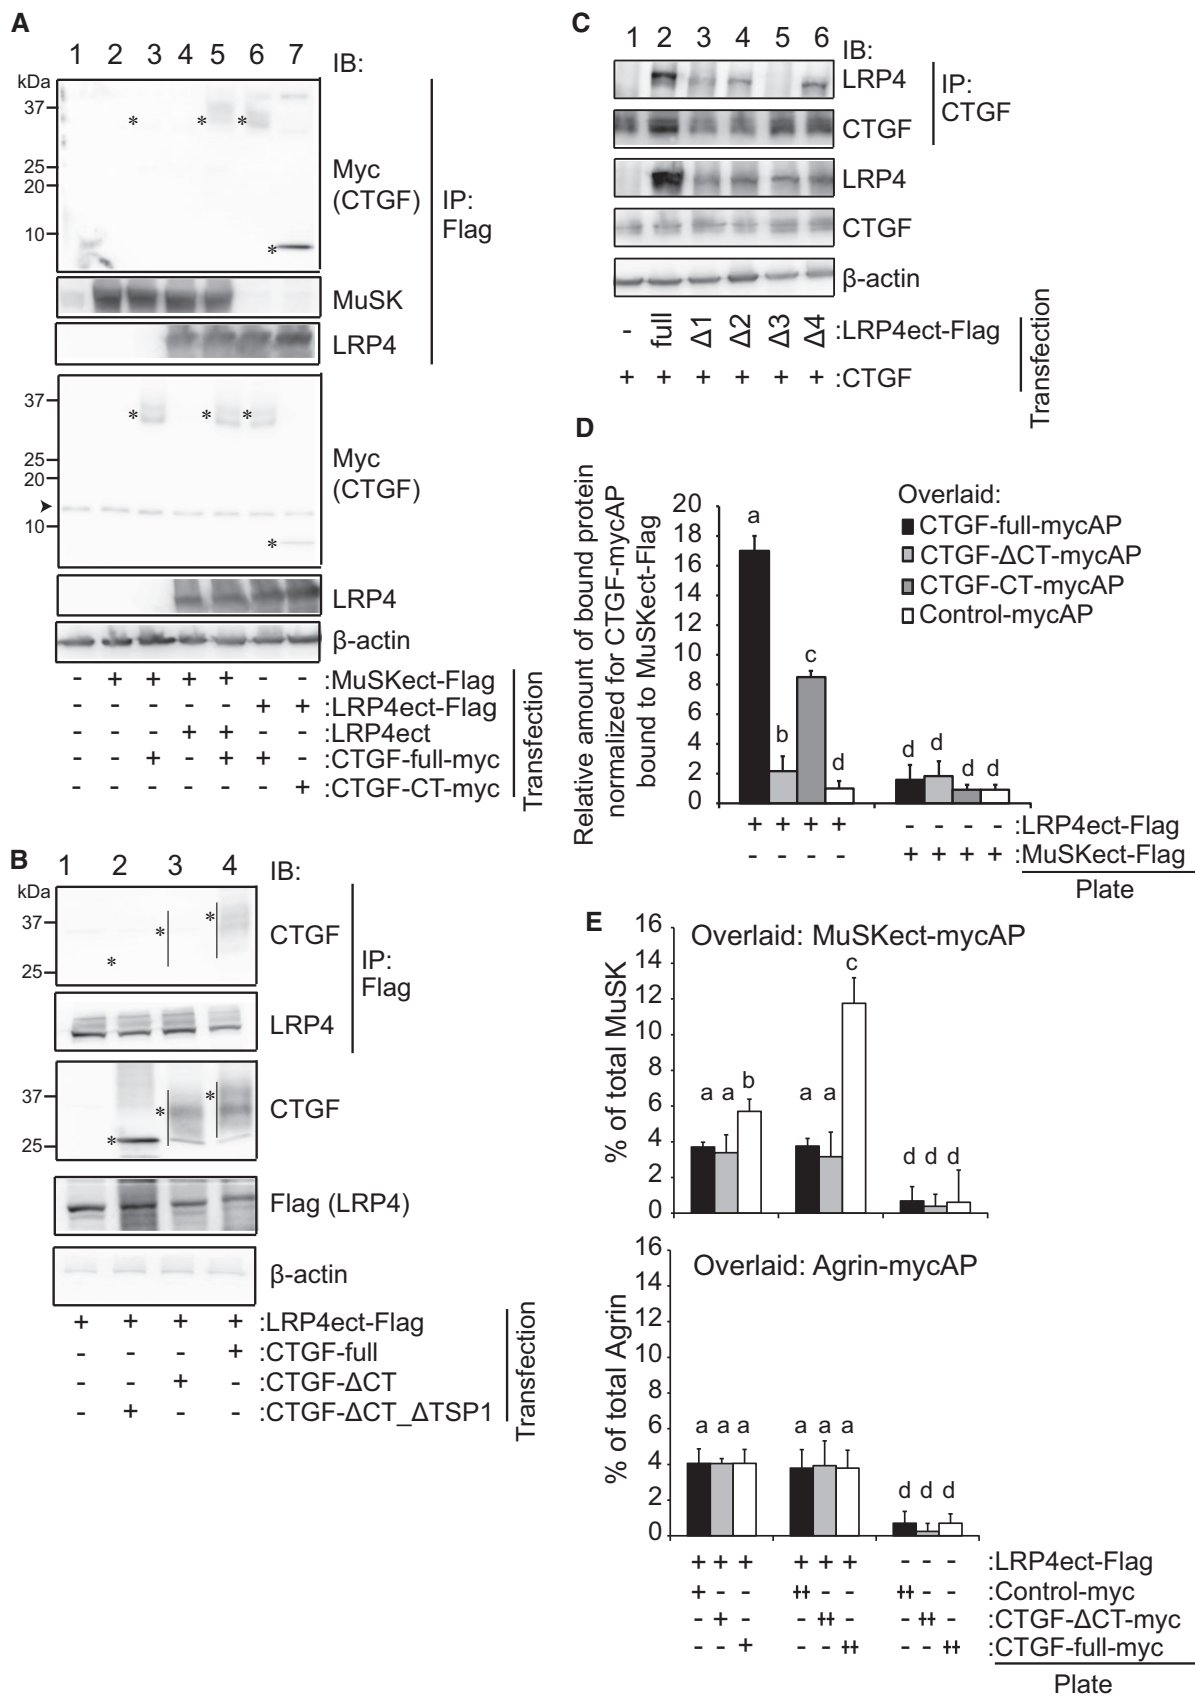 A
1 2 3 4 5 6 7 IB:
kDa
37
25
20
10
Myc
(CTGF)
MuSK
LRP4
IP:
Flag
37
25
20
10
Myc
(CTGF)
LRP4
β-actin
- + + + + - - :MuSKect-Flag
- - - - - + + :LRP4ect-Flag
- - - + + - - :LRP4ect
- - + - + + - :CTGF-full-myc
- - - - - - + :CTGF-CT-myc
Transfection
B
1 2 3 4 IB:
kDa
37
25
CTGF
LRP4
IP:
Flag
37
25
CTGF
Flag (LRP4)
β-actin
+ + + + :LRP4ect-Flag
- - - + :CTGF-full
- - + - :CTGF-ΔCT
- + - - :CTGF-ΔCT_ΔTSP1
Transfection
C
1 2 3 4 5 6 IB:
LRP4
CTGF
IP:
CTGF
LRP4
CTGF
β-actin
- full Δ1 Δ2 Δ3 Δ4 :LRP4ect-Flag
+ + + + + + :CTGF
Transfection
D
Relative amount of bound protein
normalized for CTGF-mycAP
bound to MuSKect-Flag
20
18
16
14
12
10
8
6
4
2
0
a b c d d d d d
Overlaid:
CTGF-full-mycAP
CTGF-ΔCT-mycAP
CTGF-CT-mycAP
Control-mycAP
+ + + + - - - - :LRP4ect-Flag
- - - - + + + + :MuSKect-Flag
Plate
E
Overlaid: MuSKect-mycAP
% of total MuSK
16
14
12
10
8
6
4
2
0
a a b a a c d d d
Overlaid: Agrin-mycAP
% of total Agrin
16
14
12
10
8
6
4
2
0
a a a a a a d d d
+ + + + + + - - - :LRP4ect-Flag
+ - - ++ - - ++ - - :Control-myc
- + - - ++ - - ++ - :CTGF-ΔCT-myc
- - + - - ++ - - ++ :CTGF-full-myc
Plate